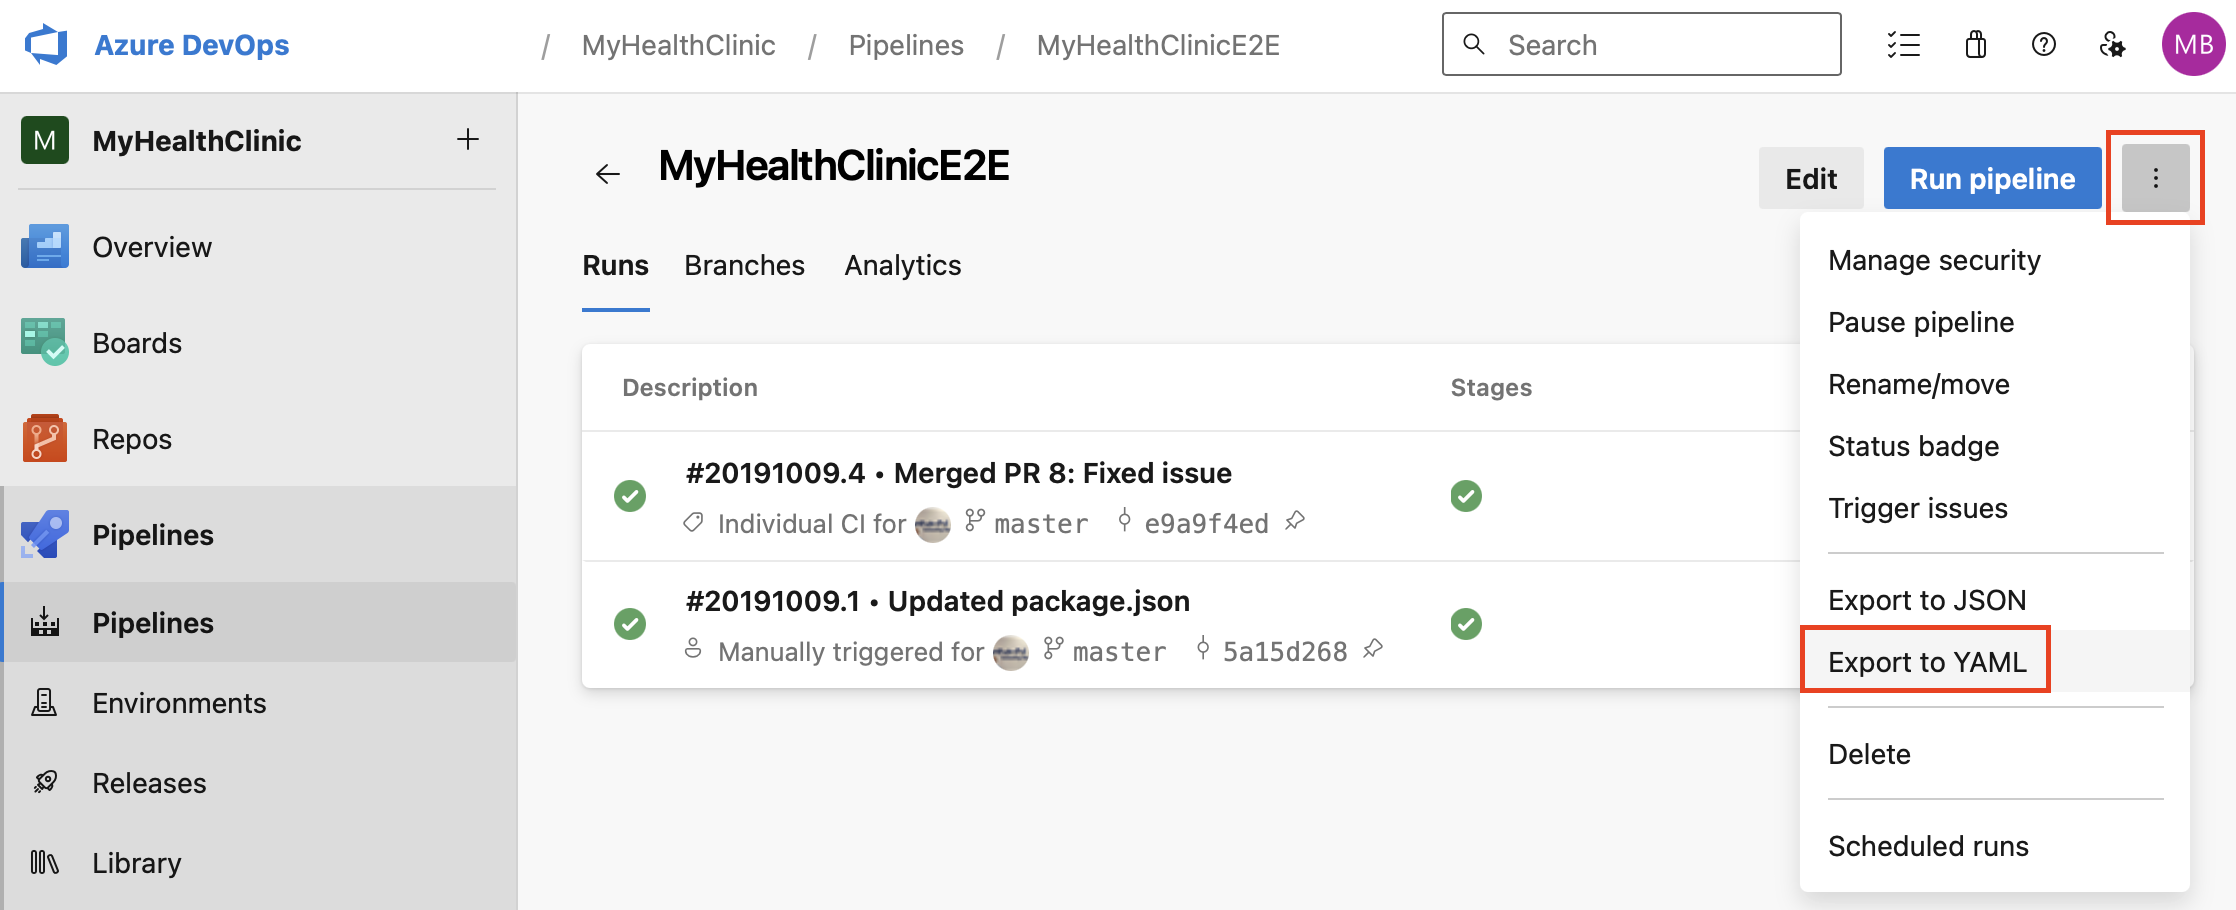 Azure DevOps / MyHealthClinic / Pipelines / MyHealthClinicE2E Search MB
M MyHealthClinic
Overview
Boards
Repos
Pipelines
Pipelines
Environments
Releases
Library
MyHealthClinicE2E
Edit Run pipeline
Runs Branches Analytics
Description Stages
#20191009.4 • Merged PR 8: Fixed issue
Individual CI for master e9a9f4ed
#20191009.1 • Updated package.json
Manually triggered for master 5a15d268
Manage security
Pause pipeline
Rename/move
Status badge
Trigger issues
Export to JSON
Export to YAML
Delete
Scheduled runs